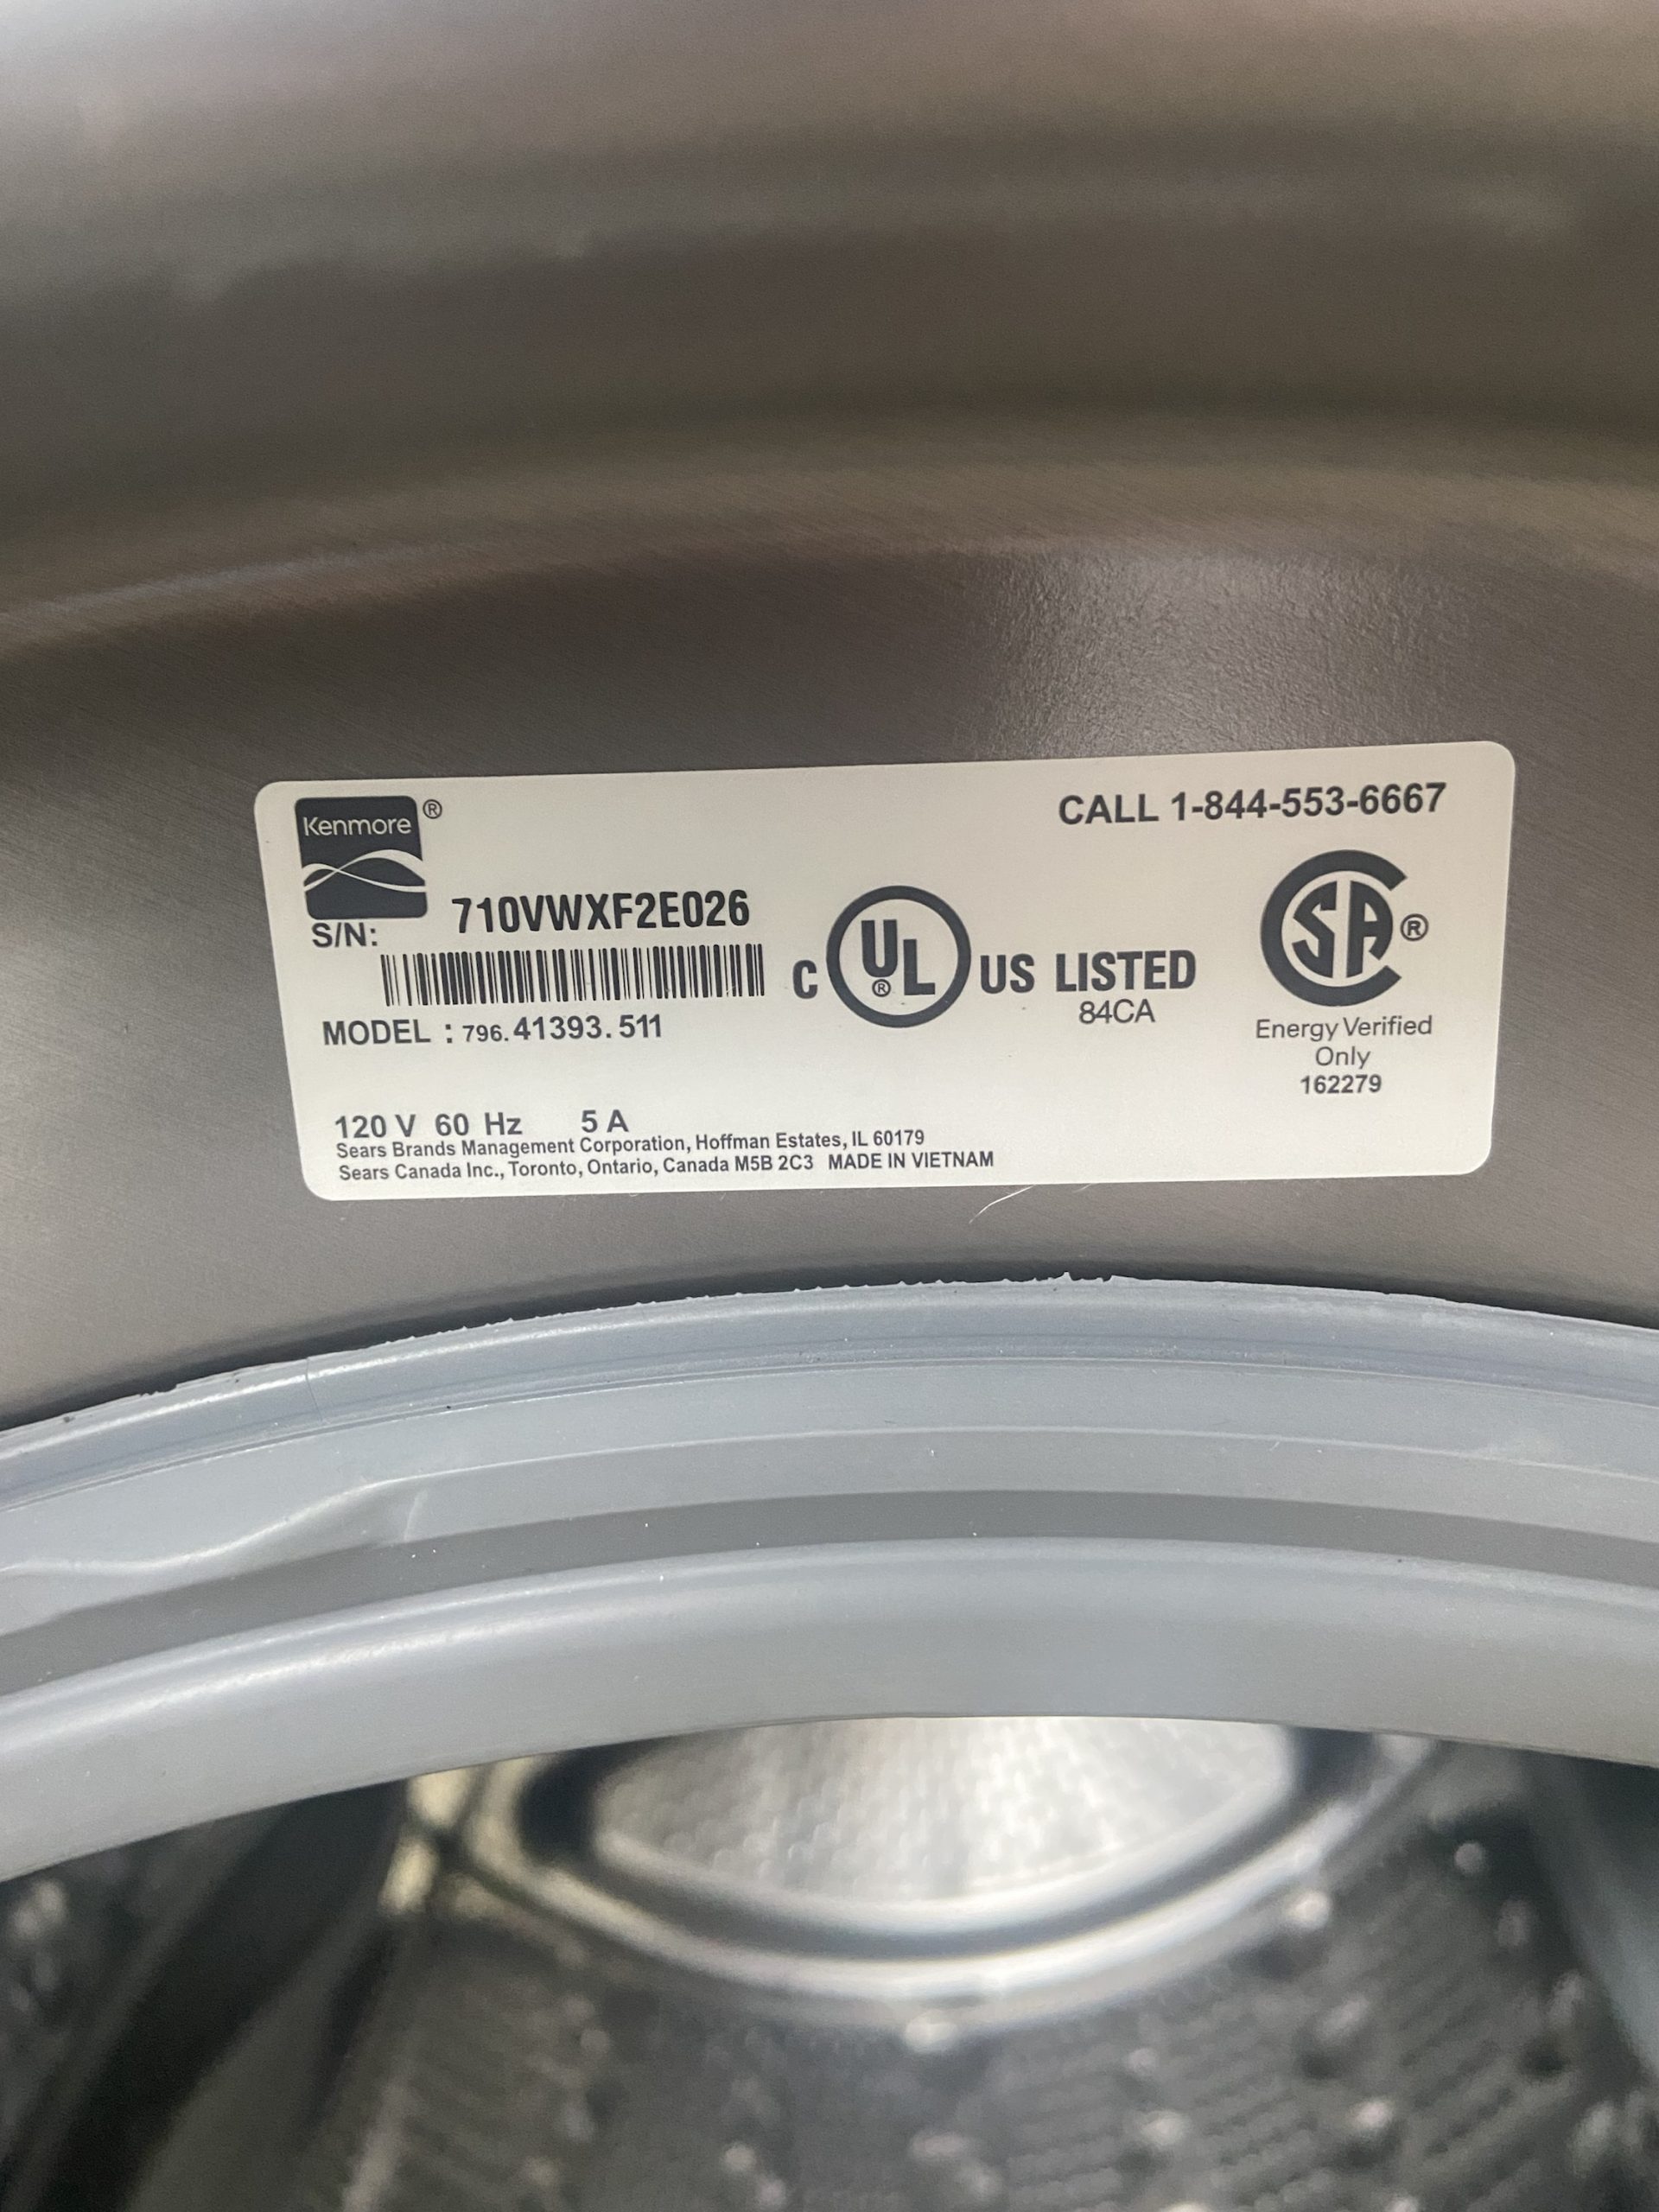 Kenmore ®
CALL 1-844-553-6667
S/N: 710VWXF2E026
MODEL : 796.41393.511
C UL ® US LISTED
84CA
SA ®
Energy Verified
Only
162279
120 V 60 Hz 5 A
Sears Brands Management Corporation, Hoffman Estates, IL 60179
Sears Canada Inc., Toronto, Ontario, Canada M5B 2C3 MADE IN VIETNAM